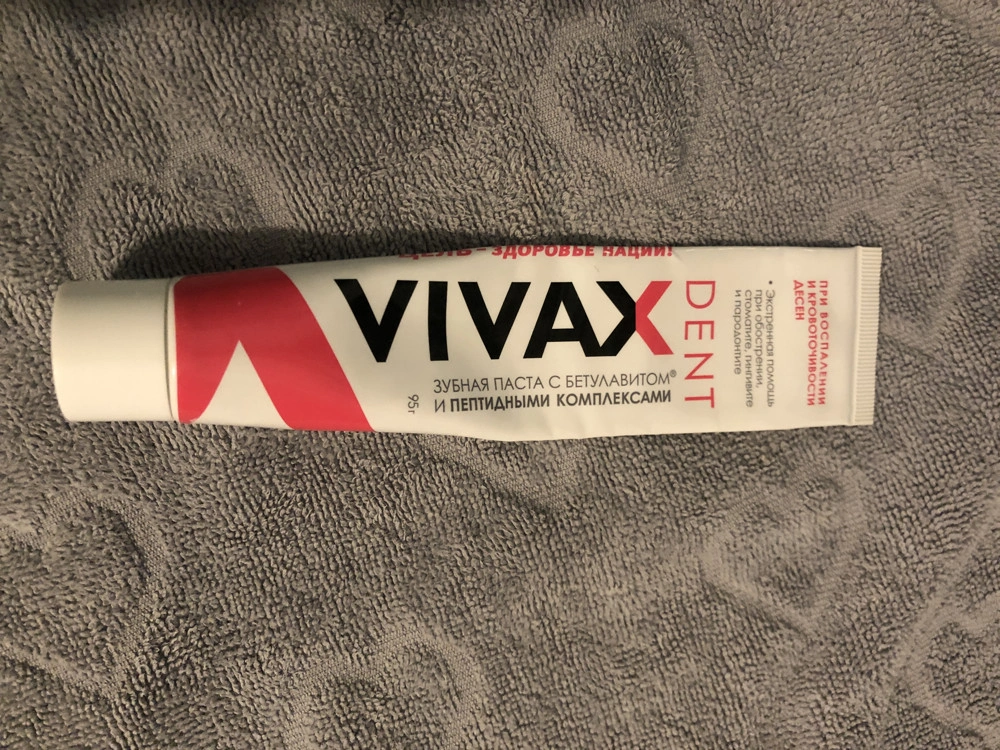 ЦЕЛЬ - ЗДОРОВЬЕ НАЦИИ!
VIVAX
DENT
ЗУБНАЯ ПАСТА С БЕТУЛАВИТОМ®
И ПЕПТИДНЫМИ КОМПЛЕКСАМИ
95г
ПРИ ВОСПАЛЕНИИ
И КРОВОТОЧИВОСТИ
ДЕСЕН
• Экстренная помощь
при обострении,
стоматите, гингивите
и пародонтите